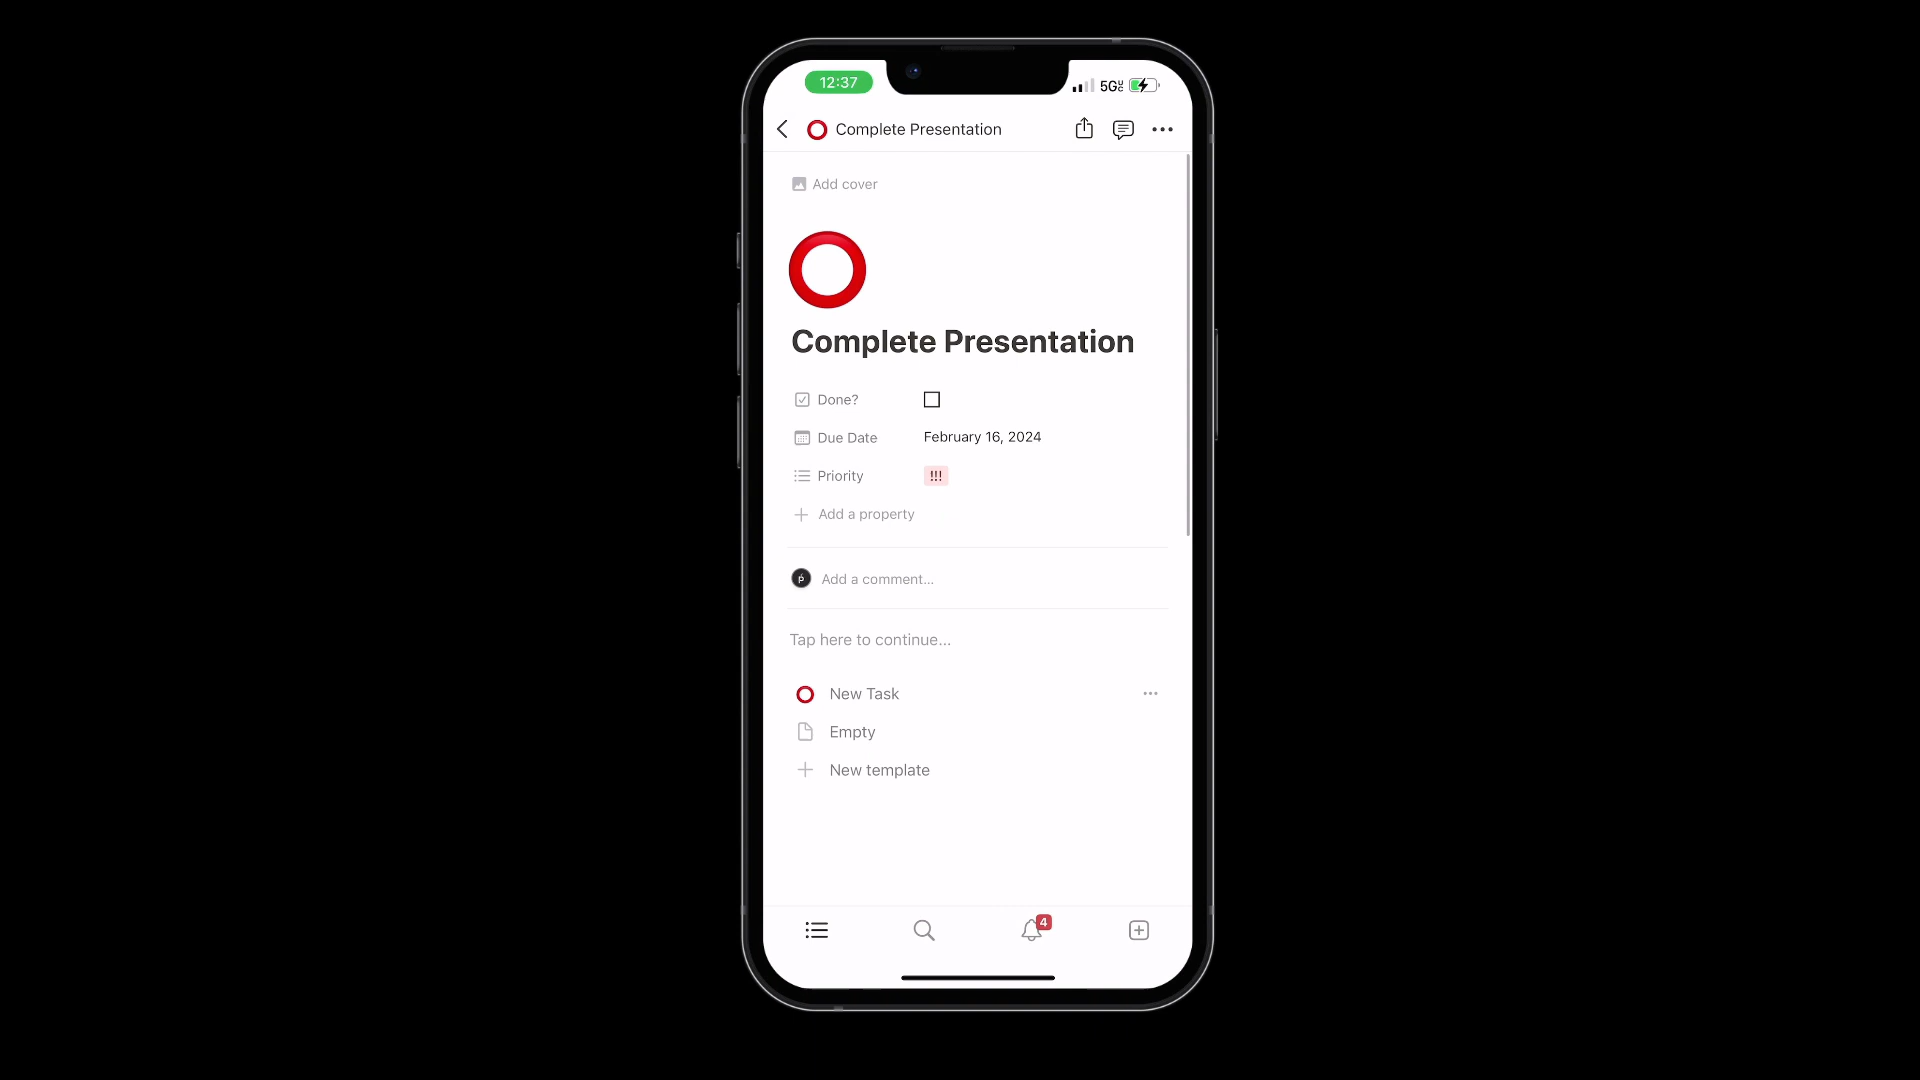 12:37
5G
Complete Presentation
Add cover
Complete Presentation
Done?
Due Date February 16, 2024
Priority !!!
Add a property
Add a comment...
Tap here to continue...
New Task
Empty
New template
4